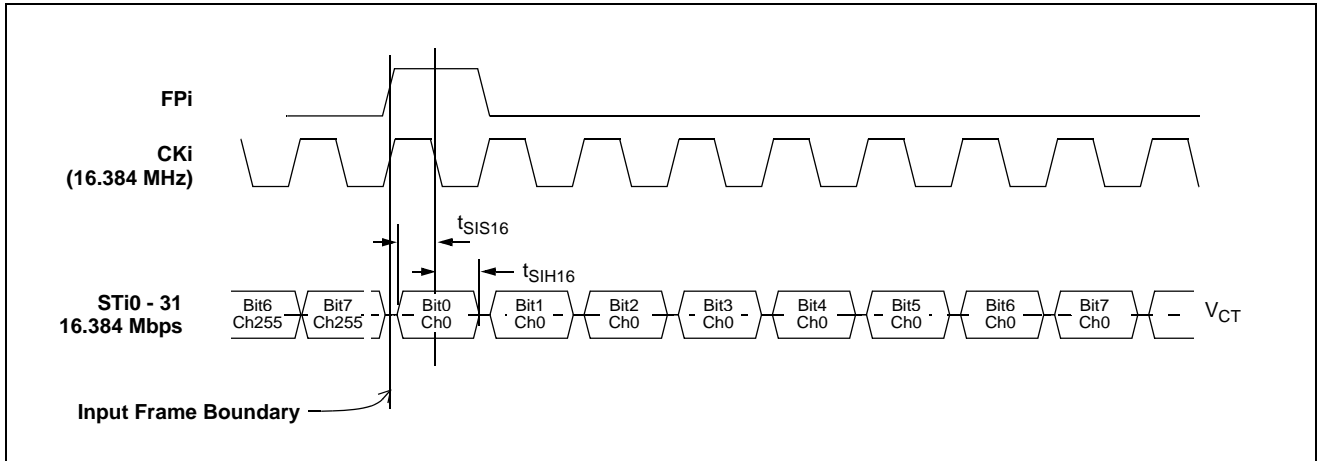 FPi
CKi
(16.384 MHz)
tSIS16
tSIH16
STi0 - 31
16.384 Mbps
Bit6 Bit7 Bit0 Bit1 Bit2 Bit3 Bit4 Bit5 Bit6 Bit7
Ch255 Ch255 Ch0 Ch0 Ch0 Ch0 Ch0 Ch0 Ch0 Ch0
VCT
Input Frame Boundary